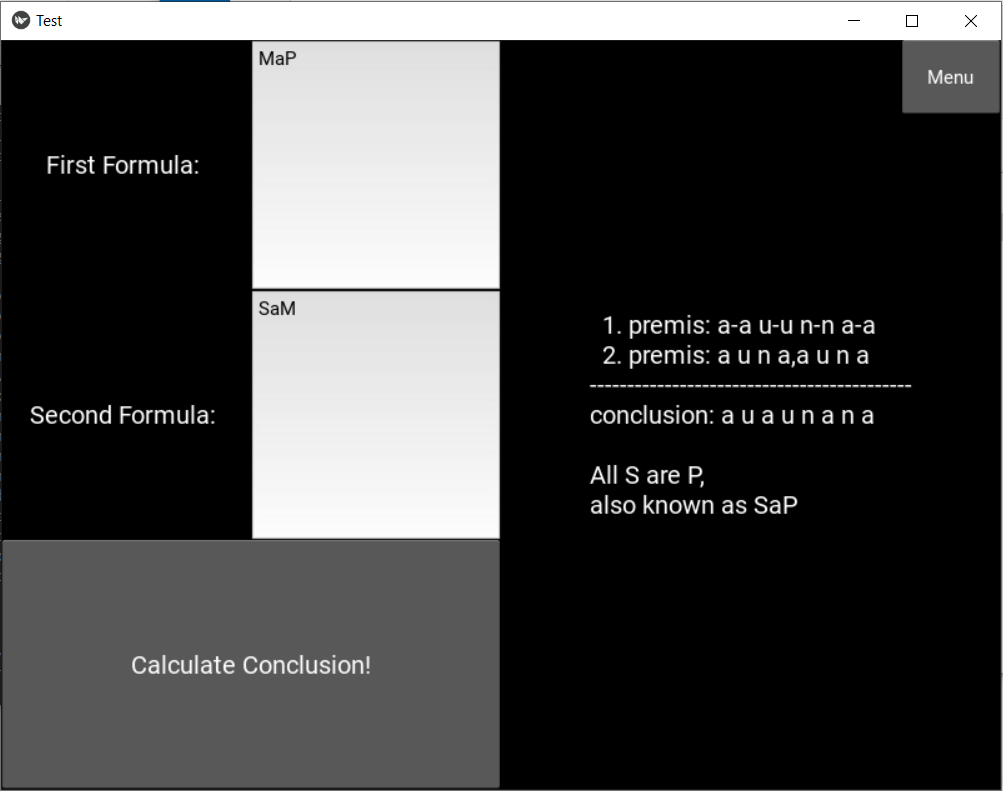 Test
Menu
First Formula:
MaP
Second Formula:
SaM
Calculate Conclusion!
1. premis: a-a u-u n-n a-a
2. premis: a u n a,a u n a
-------------------------------------------
conclusion: a u a u n a n a
All S are P,
also known as SaP